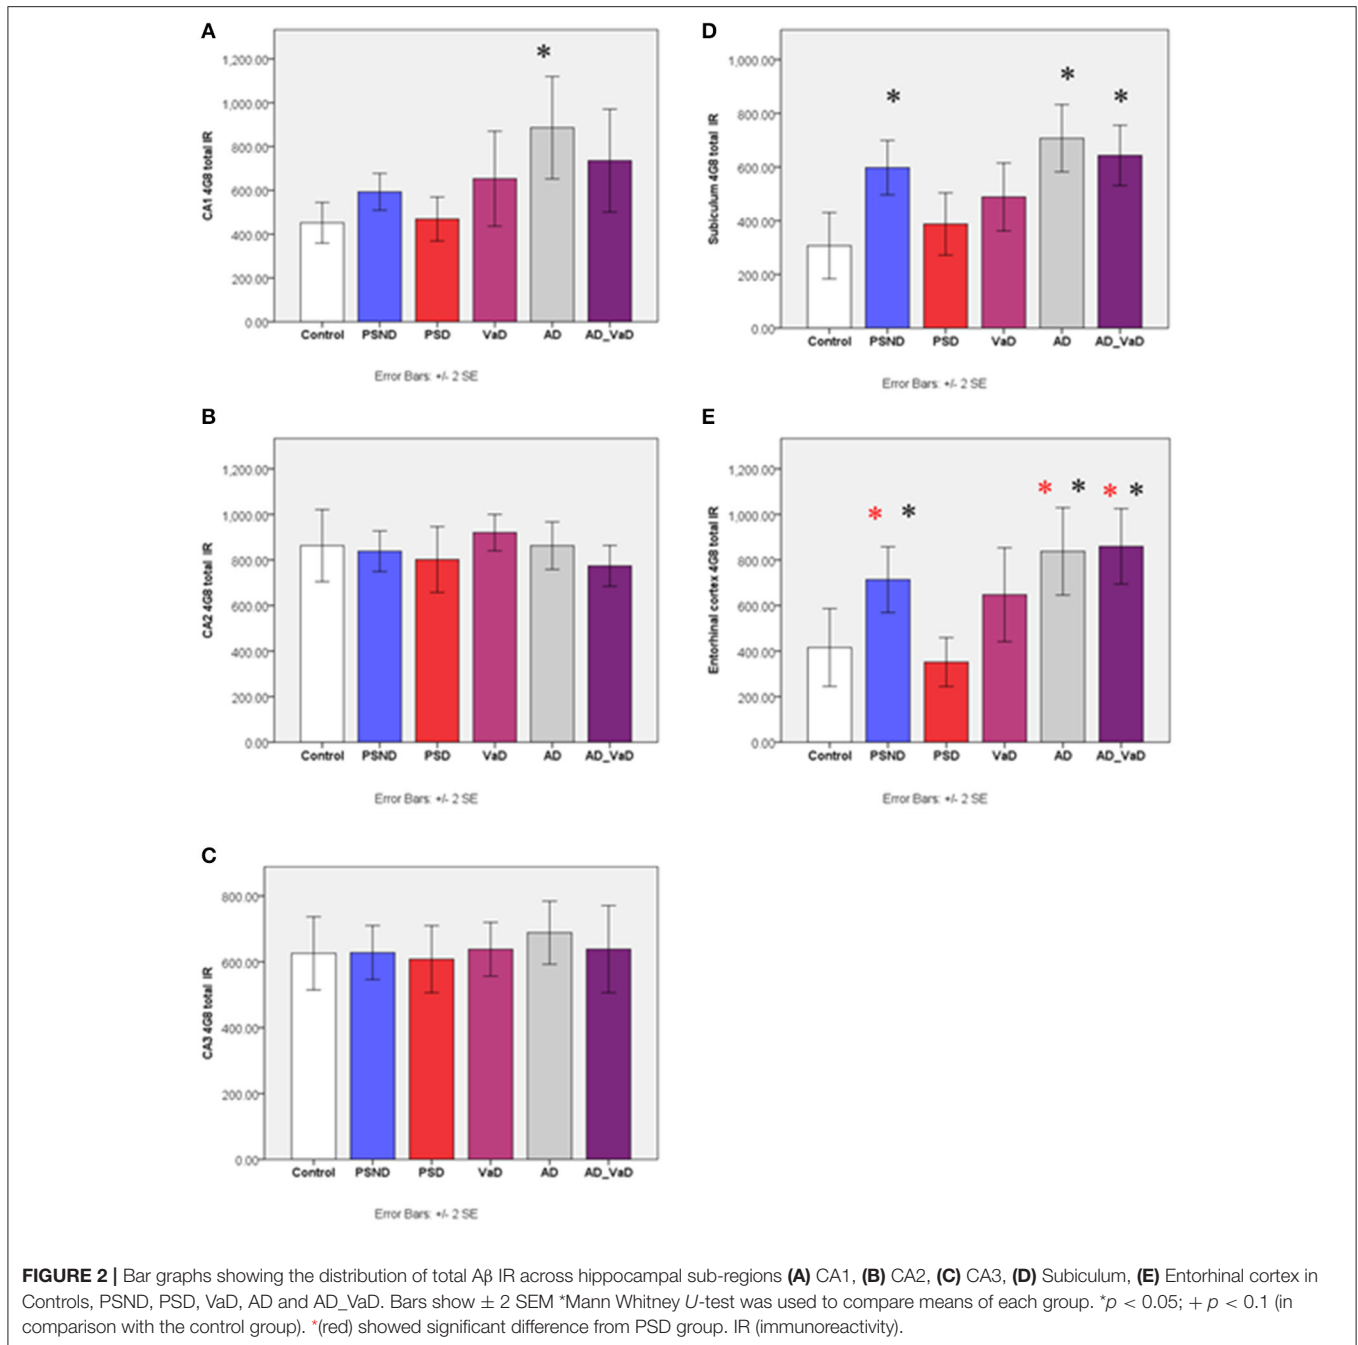 A
CA1 4G8 total IR
1,200.00
1,000.00
800.00
600.00
400.00
200.00
0.00
*
Control PSND PSD VaD AD AD_VaD
Error Bars: +/- 2 SE
D
Subiculum 4G8 total IR
1,000.00
800.00
600.00
400.00
200.00
0.00
* * *
Control PSND PSD VaD AD AD_VaD
Error Bars: +/- 2 SE
B
CA2 4G8 total IR
1,200.00
1,000.00
800.00
600.00
400.00
200.00
0.00
Control PSND PSD VaD AD AD_VaD
Error Bars: +/- 2 SE
E
Entorhinal cortex 4G8 total IR
1,200.00
1,000.00
800.00
600.00
400.00
200.00
0.00
* * * * * *
Control PSND PSD VaD AD AD_VaD
Error Bars: +/- 2 SE
C
CA3 4G8 total IR
800.00
600.00
400.00
200.00
0.00
Control PSND PSD VaD AD AD_VaD
Error Bars: +/- 2 SE
FIGURE 2 | Bar graphs showing the distribution of total Aβ IR across hippocampal sub-regions (A) CA1, (B) CA2, (C) CA3, (D) Subiculum, (E) Entorhinal cortex in
Controls, PSND, PSD, VaD, AD and AD_VaD. Bars show ± 2 SEM *Mann Whitney U-test was used to compare means of each group. *p < 0.05; + p < 0.1 (in
comparison with the control group). *(red) showed significant difference from PSD group. IR (immunoreactivity).